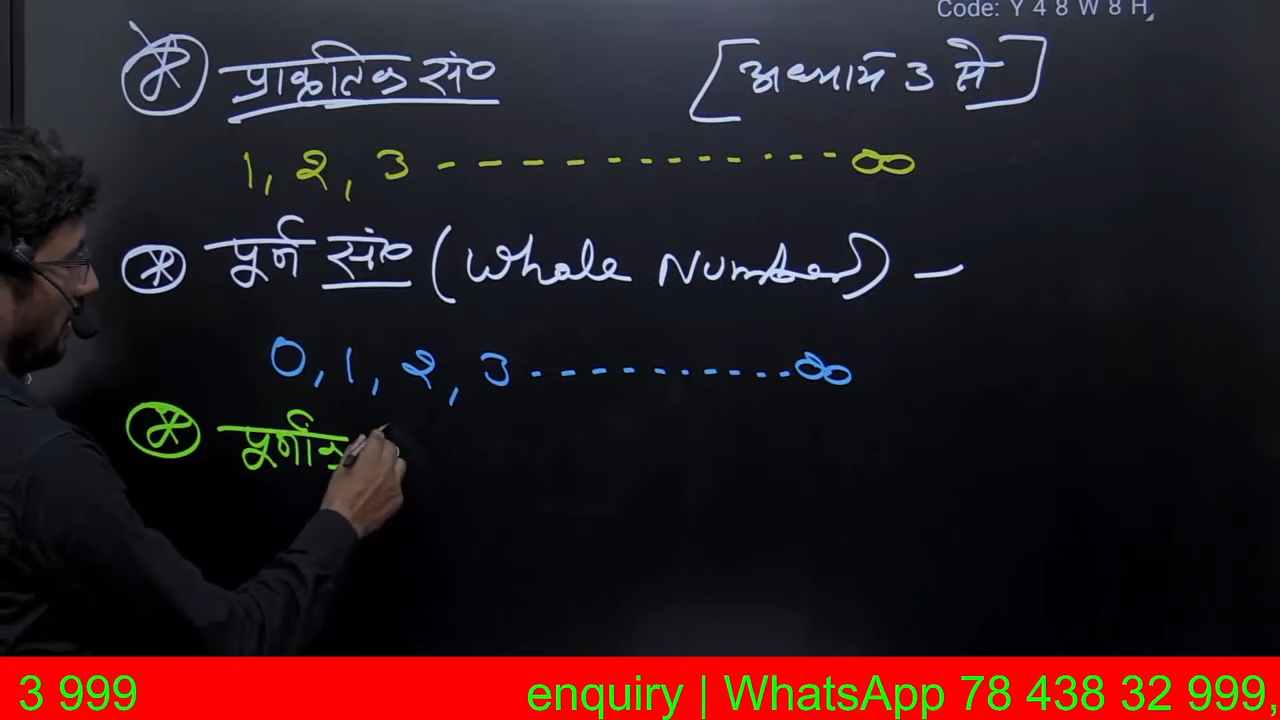 Code: Y 4 8 W 8 H
प्राकृतिक सं० [अध्याय 3 से]
1, 2, 3 - - - - - - - - - - - - ∞
पूर्ण सं० (Whole Number) –
0, 1, 2, 3 - - - - - - - - - - - ∞
पूर्णांक
3 999 enquiry | WhatsApp 78 438 32 999,